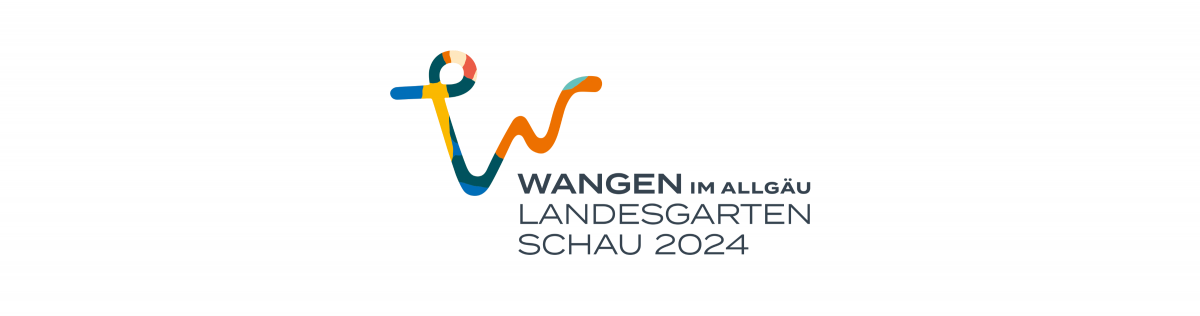 WANGEN IM ALLGÄU
LANDESGARTEN
SCHAU 2024